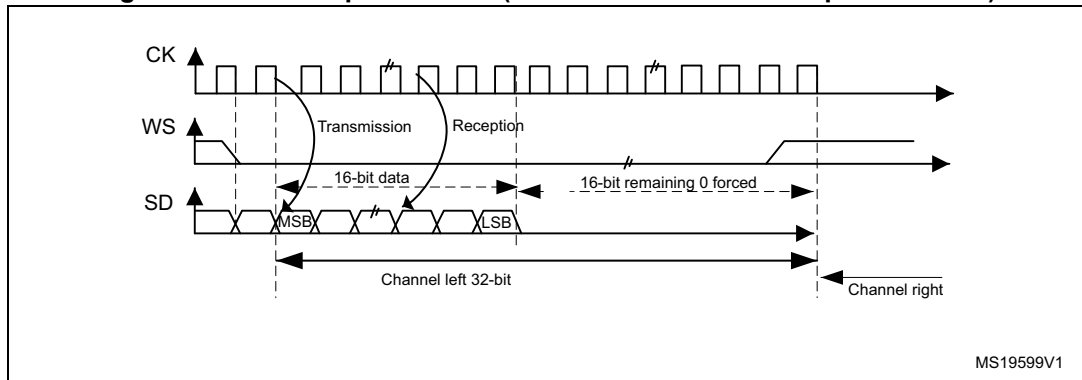 CK
Transmission
Reception
WS
16-bit data
16-bit remaining 0 forced
SD
MSB
LSB
Channel left 32-bit
Channel right
MS19599V1